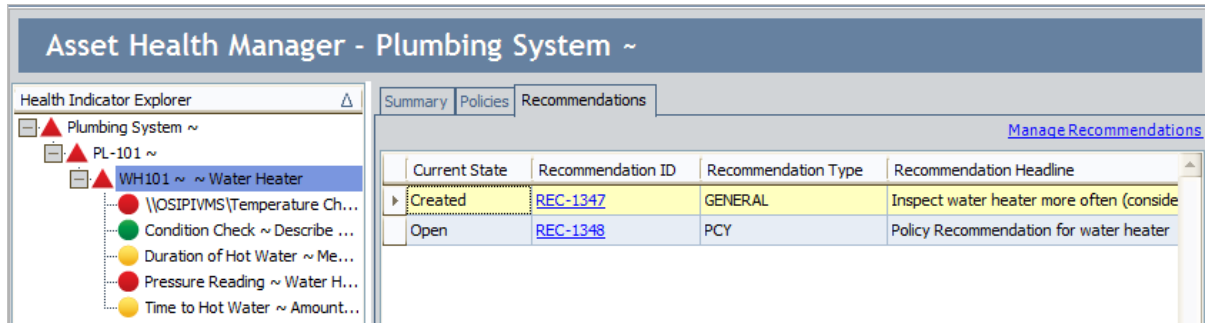 Asset Health Manager - Plumbing System ~
Health Indicator Explorer
Plumbing System ~
PL-101 ~
WH101 ~ ~ Water Heater
\\OSIPIVMS\Temperature Ch...
Condition Check ~ Describe ...
Duration of Hot Water ~ Me...
Pressure Reading ~ Water H...
Time to Hot Water ~ Amount...
Summary Policies Recommendations
Manage Recommendations
Current State Recommendation ID Recommendation Type Recommendation Headline
Created REC-1347 GENERAL Inspect water heater more often (conside
Open REC-1348 PCY Policy Recommendation for water heater